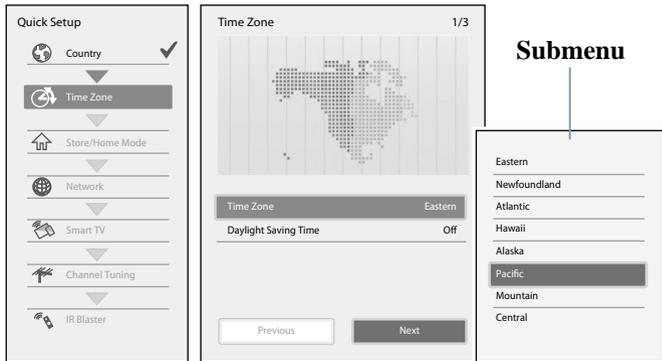 Quick Setup
Country
Time Zone
Store/Home Mode
Network
Smart TV
Channel Tuning
IR Blaster
Time Zone 1/3
Time Zone Eastern
Daylight Saving Time Off
Previous Next
Submenu
Eastern
Newfoundland
Atlantic
Hawaii
Alaska
Pacific
Mountain
Central